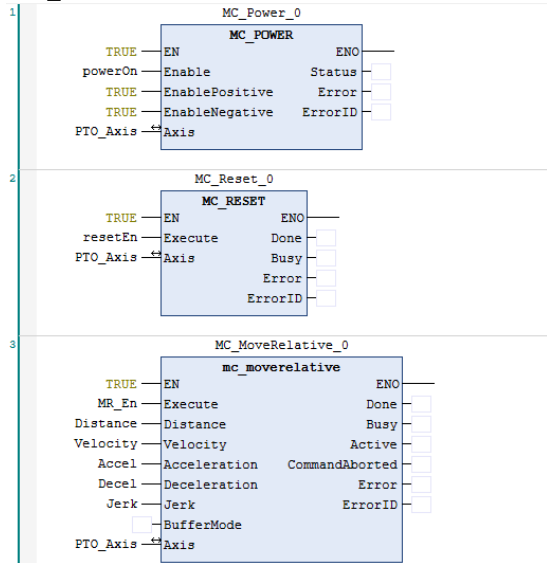 1
MC_Power_0
MC_POWER
TRUE EN ENO
powerOn Enable Status
TRUE EnablePositive Error
TRUE EnableNegative ErrorID
PTO_Axis Axis
2
MC_Reset_0
MC_RESET
TRUE EN ENO
resetEn Execute Done
PTO_Axis Axis Busy
Error
ErrorID
3
MC_MoveRelative_0
mc_moverelative
TRUE EN ENO
MR_En Execute Done
Distance Distance Busy
Velocity Velocity Active
Accel Acceleration CommandAborted
Decel Deceleration Error
Jerk Jerk ErrorID
BufferMode
PTO_Axis Axis